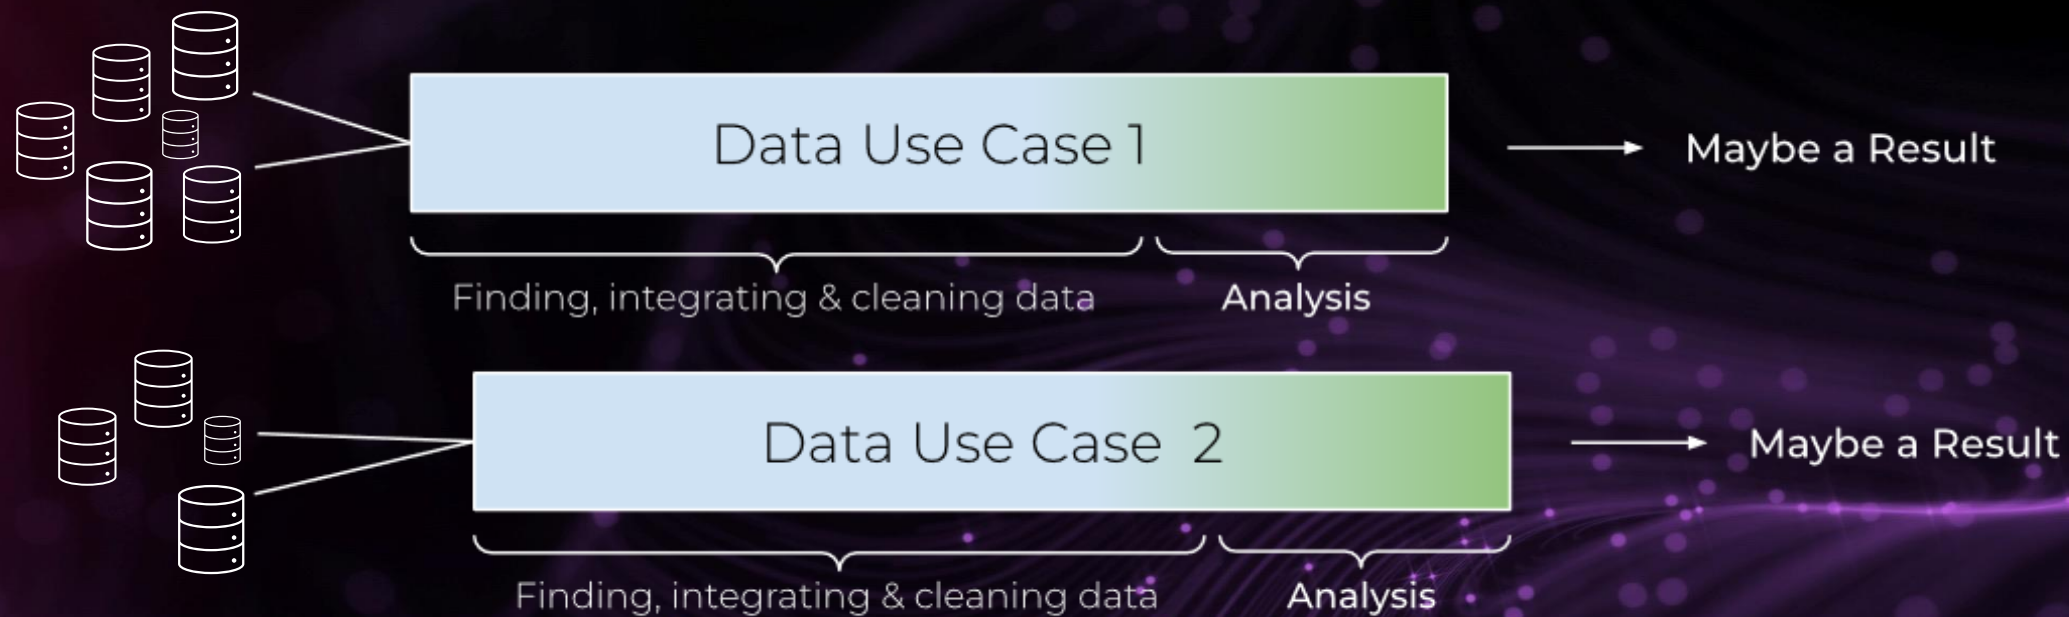 Data Use Case 1
Maybe a Result
Finding, integrating & cleaning data
Analysis
Data Use Case 2
Maybe a Result
Finding, integrating & cleaning data
Analysis